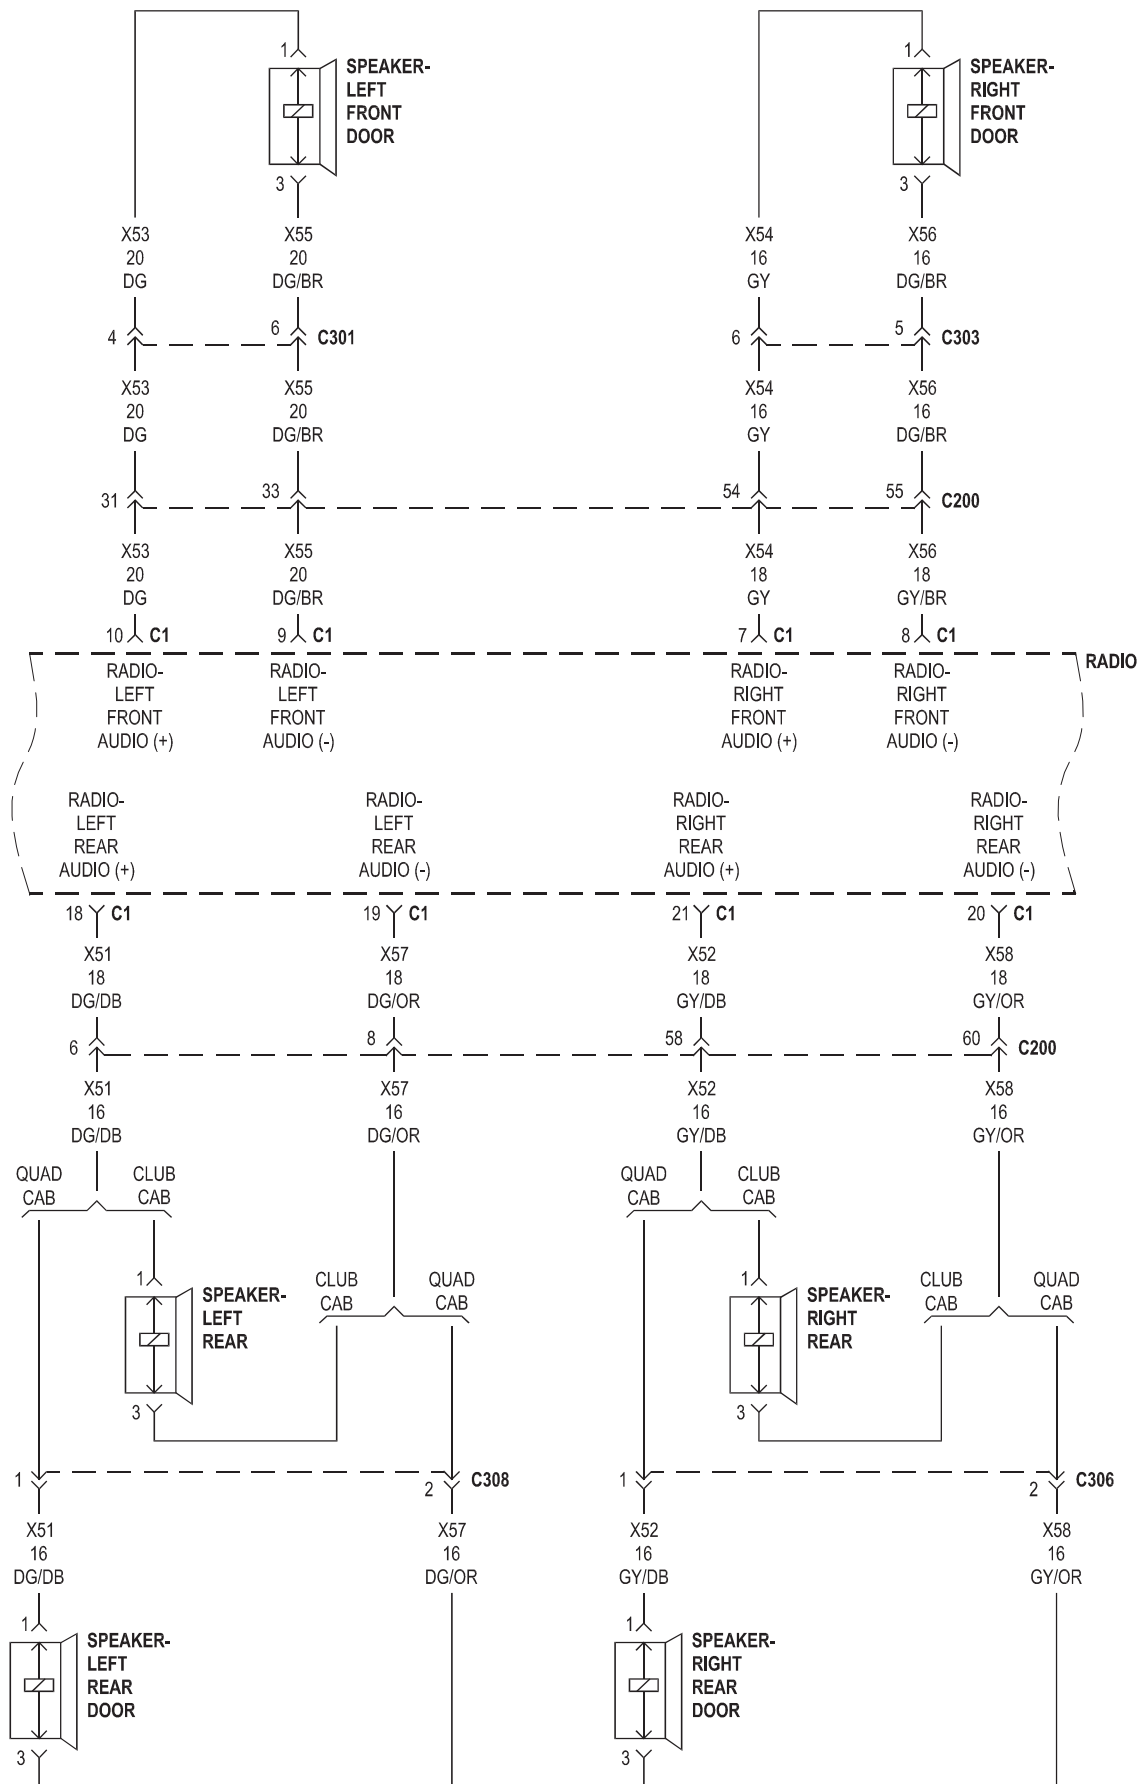 1
SPEAKER-
LEFT
FRONT
DOOR
3
1
SPEAKER-
RIGHT
FRONT
DOOR
3
X53
20
DG
X55
20
DG/BR
X54
16
GY
X56
16
DG/BR
4
6
C301
6
5
C303
X53
20
DG
X55
20
DG/BR
X54
16
GY
X56
16
DG/BR
31
33
54
55
C200
X53
20
DG
X55
20
DG/BR
X54
18
GY
X56
18
GY/BR
10 C1
9 C1
7 C1
8 C1
RADIO
RADIO-
LEFT
FRONT
AUDIO (+)
RADIO-
LEFT
FRONT
AUDIO (-)
RADIO-
RIGHT
FRONT
AUDIO (+)
RADIO-
RIGHT
FRONT
AUDIO (-)
RADIO-
LEFT
REAR
AUDIO (+)
RADIO-
LEFT
REAR
AUDIO (-)
RADIO-
RIGHT
REAR
AUDIO (+)
RADIO-
RIGHT
REAR
AUDIO (-)
18 C1
19 C1
21 C1
20 C1
X51
18
DG/DB
X57
18
DG/OR
X52
18
GY/DB
X58
18
GY/OR
6
8
58
60
C200
X51
16
DG/DB
X57
16
DG/OR
X52
16
GY/DB
X58
16
GY/OR
QUAD
CAB
CLUB
CAB
QUAD
CAB
CLUB
CAB
1
SPEAKER-
LEFT
REAR
3
CLUB
CAB
QUAD
CAB
1
SPEAKER-
RIGHT
REAR
3
CLUB
CAB
QUAD
CAB
1
2
C308
1
2
C306
X51
16
DG/DB
X57
16
DG/OR
X52
16
GY/DB
X58
16
GY/OR
1
SPEAKER-
LEFT
REAR
DOOR
3
1
SPEAKER-
RIGHT
REAR
DOOR
3